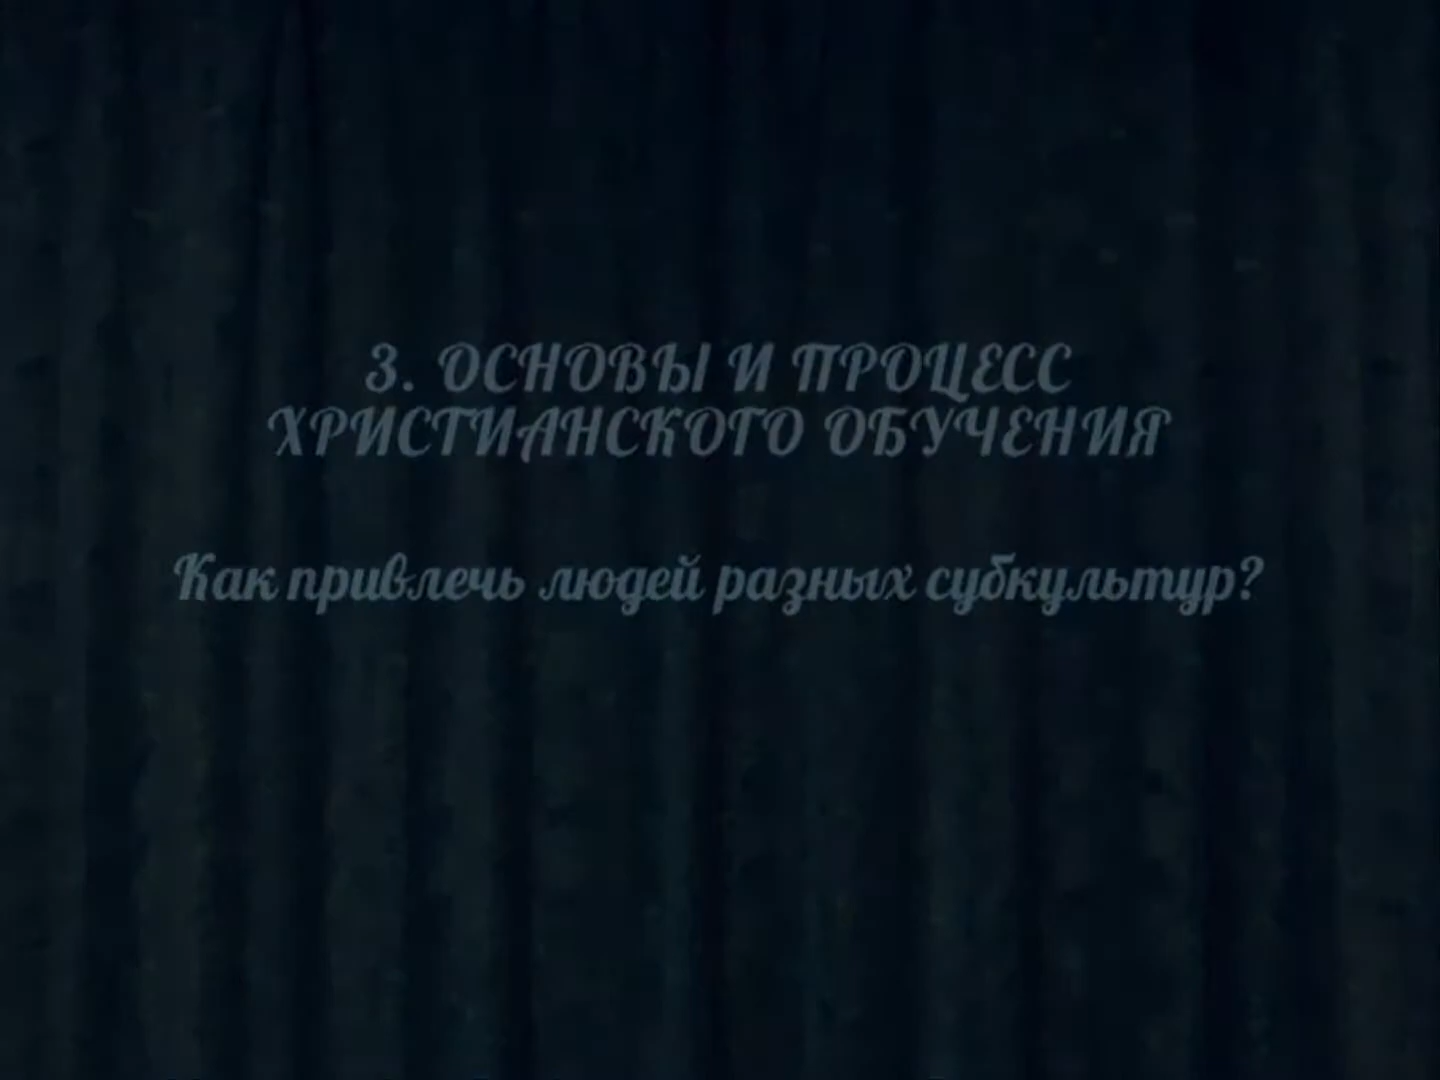 3. ОСНОВЫ И ПРОЦЕСС
ХРИСТИАНСКОГО ОБУЧЕНИЯ
Как привлечь людей разных субкультур?